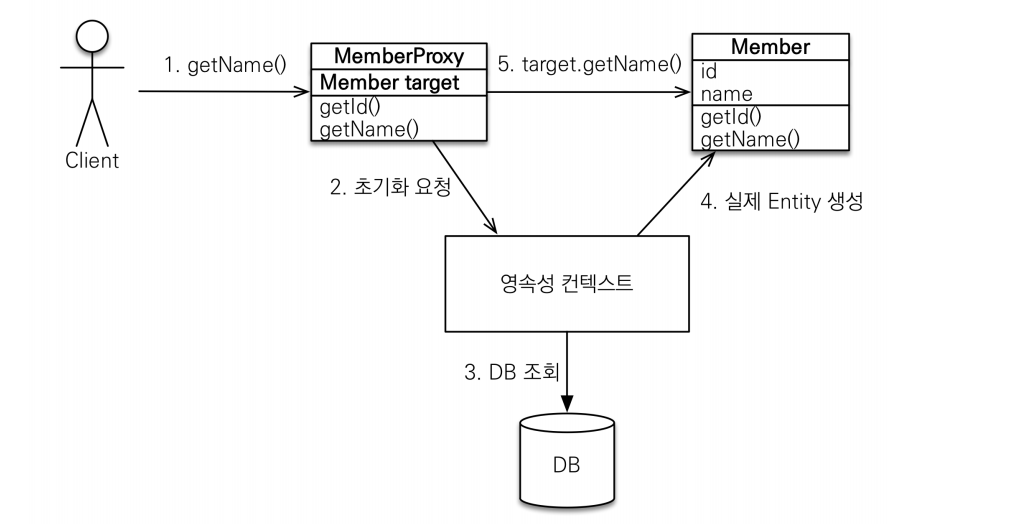 1. getName()
MemberProxy
Member target
getId()
getName()
5. target.getName()
Member
id
name
getId()
getName()
Client
2. 초기화 요청
4. 실제 Entity 생성
영속성 컨텍스트
3. DB 조회
DB